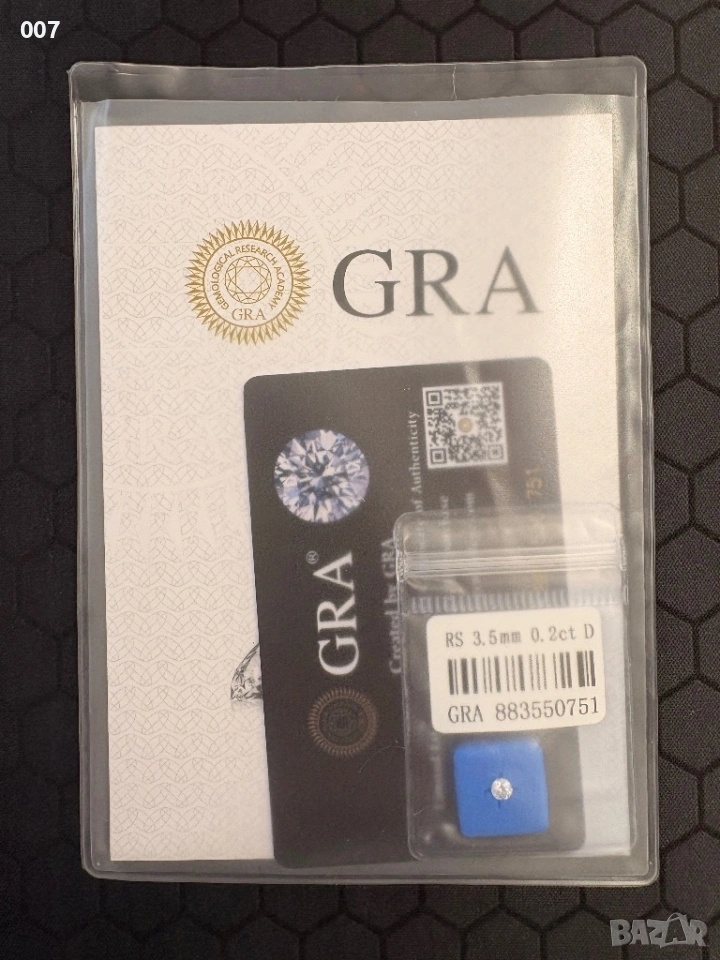 007
GEMOLOGICAL RESEARCH ACADEMY
GRA
GRA
of Authenticity
751
GRA®
Created by GRA
RS 3.5mm 0.2ct D
GRA 883550751
BAZAR